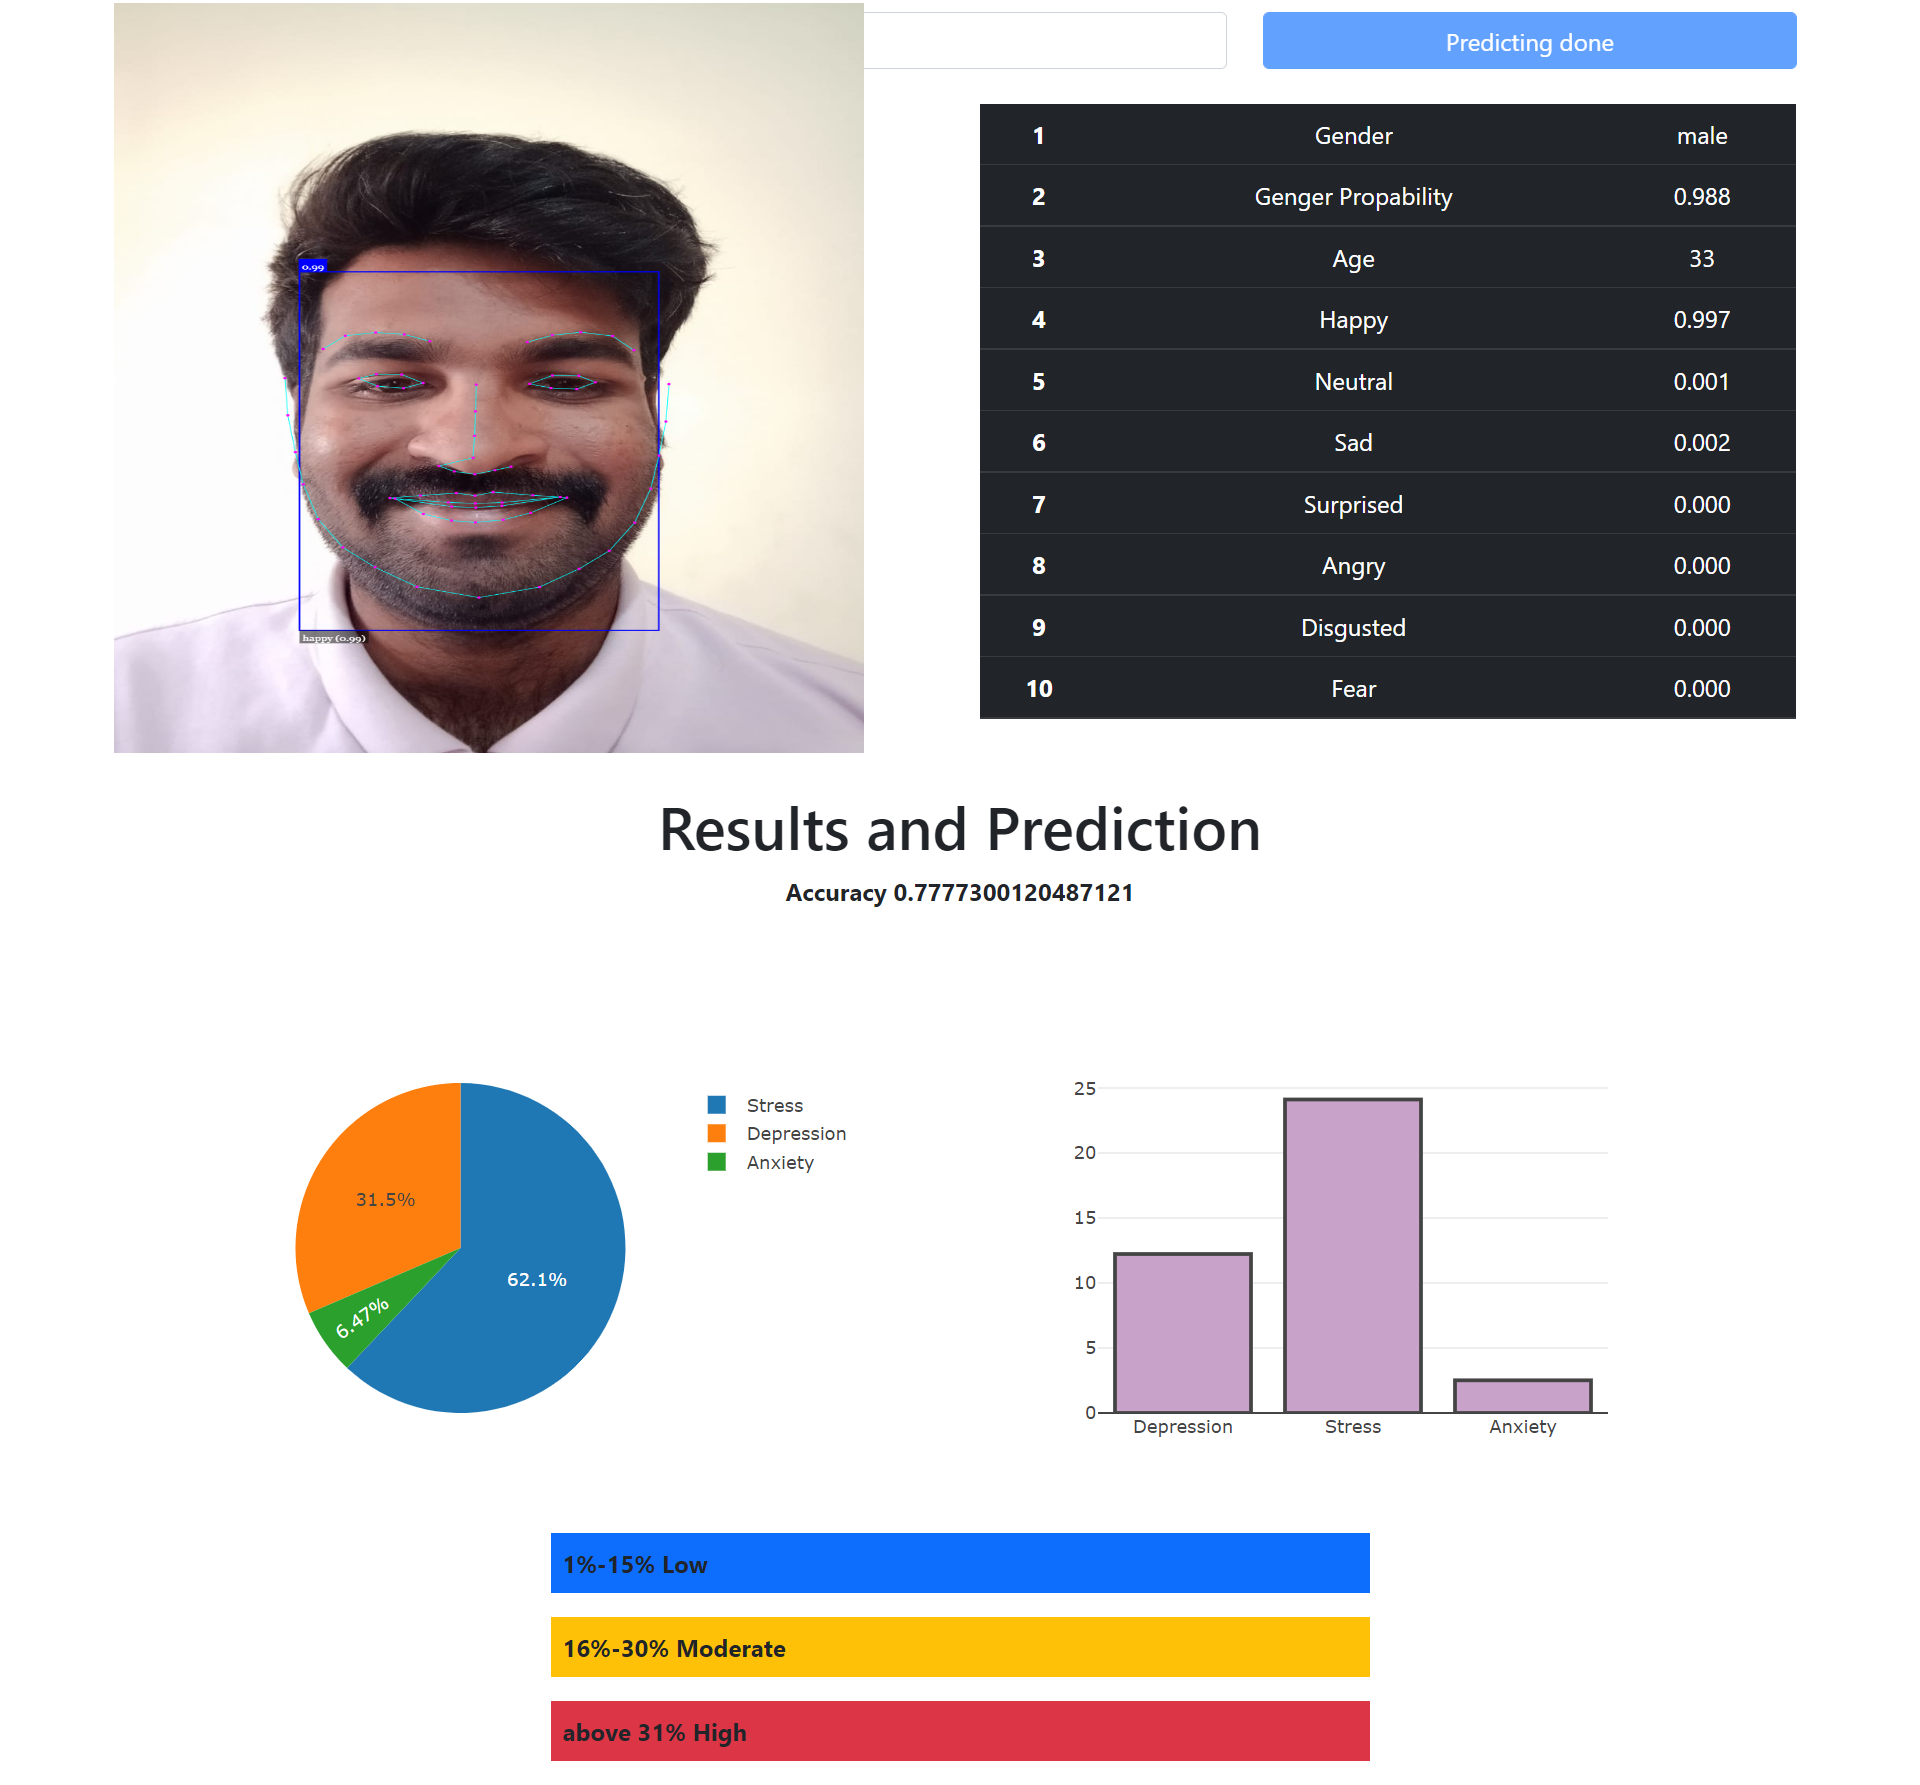 Predicting done
0.99
happy (0.99)
1 Gender male
2 Genger Propability 0.988
3 Age 33
4 Happy 0.997
5 Neutral 0.001
6 Sad 0.002
7 Surprised 0.000
8 Angry 0.000
9 Disgusted 0.000
10 Fear 0.000
Results and Prediction
Accuracy 0.7777300120487121
31.5%
62.1%
6.47%
Stress
Depression
Anxiety
25
20
15
10
5
0
Depression Stress Anxiety
1%-15% Low
16%-30% Moderate
above 31% High